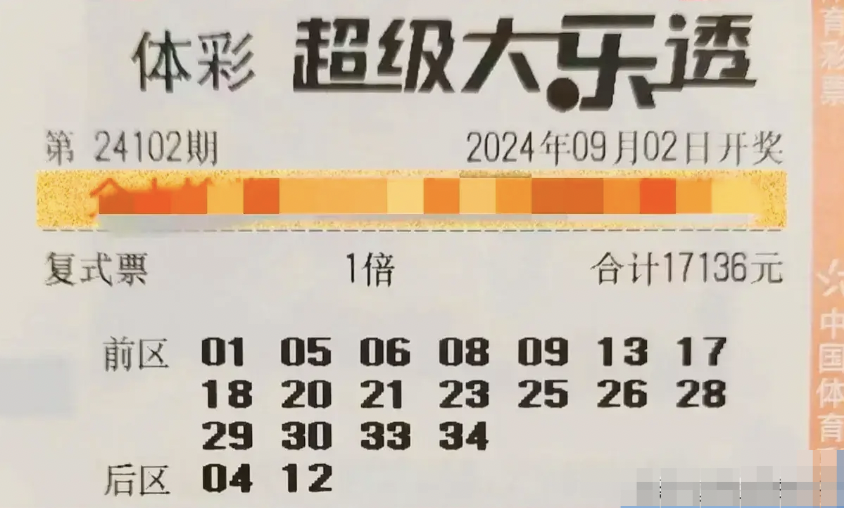 体彩 超级大乐透
第 24102期 2024年09月02日开奖
复式票 1倍 合计17136元
前区 01 05 06 08 09 13 17
18 20 21 23 25 26 28
29 30 33 34
后区 04 12
育彩票
中国体育